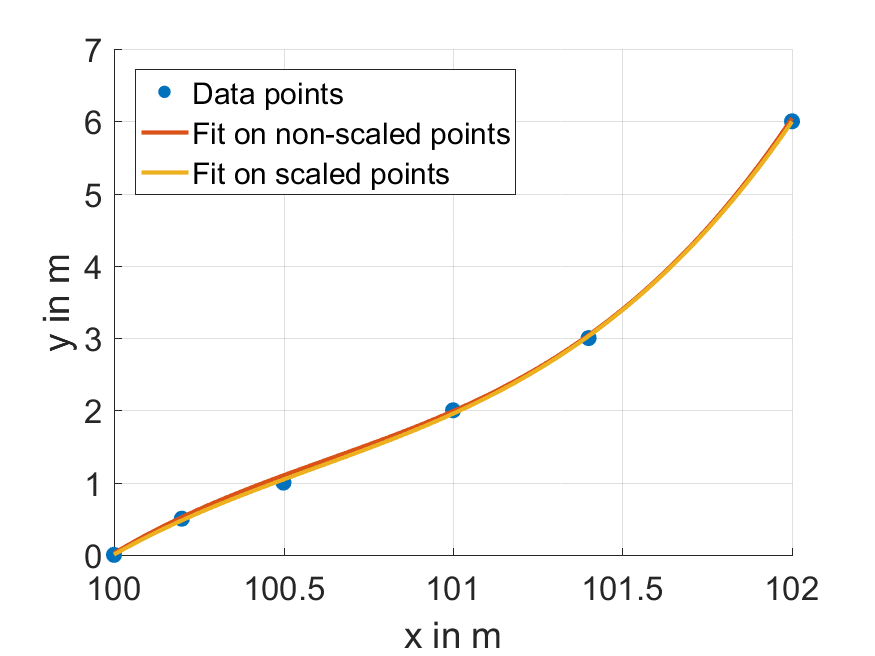 7
6
5
4
3
2
1
0
y in m
Data points
Fit on non-scaled points
Fit on scaled points
100
100.5
101
101.5
102
x in m